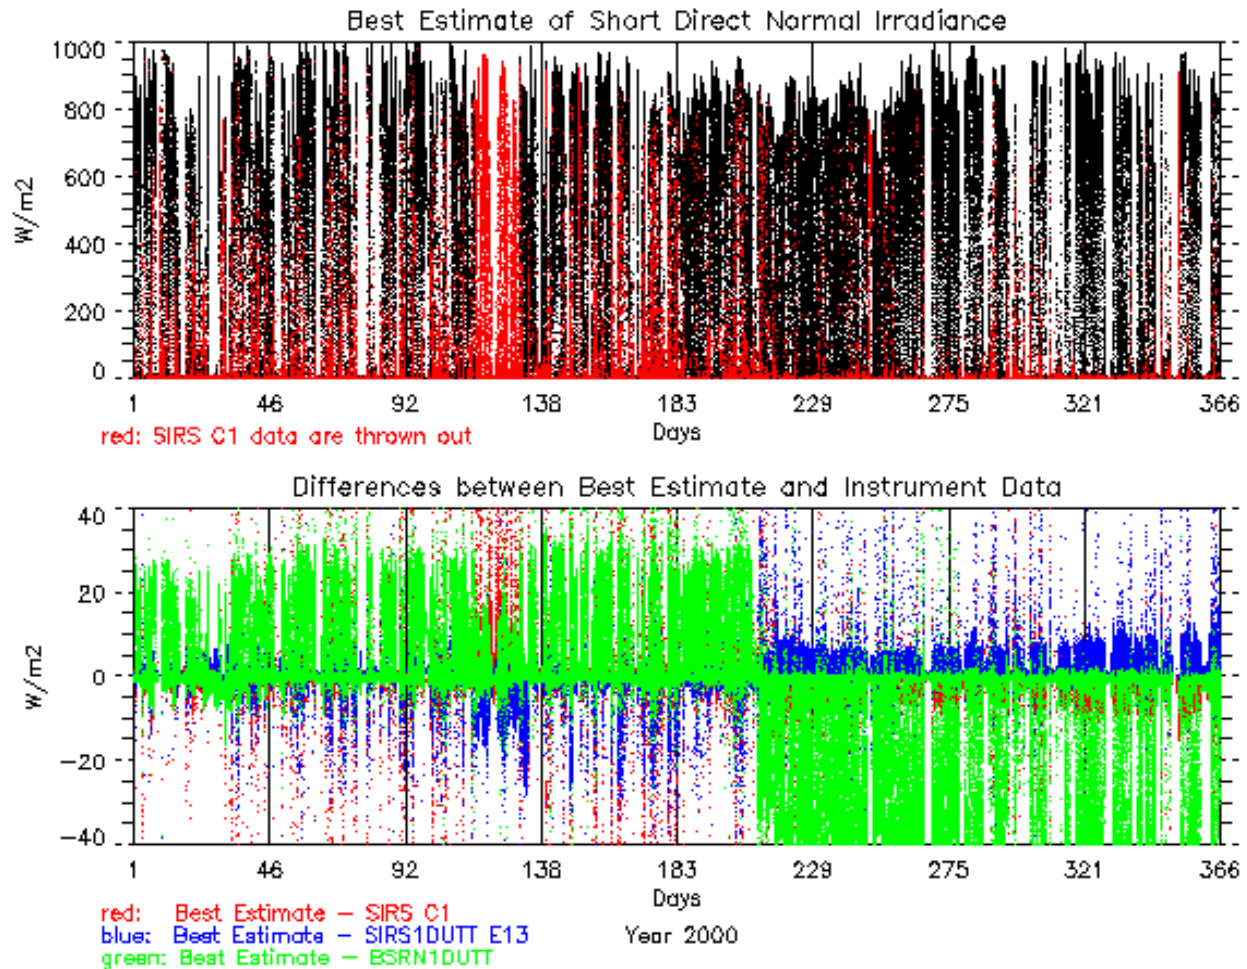 Best Estimate of Short Direct Normal Irradiance
1000
800
600
400
200
0
W/m2
1 46 92 138 183 229 275 321 366
Days
red: SIRS C1 data are thrown out
Differences between Best Estimate and Instrument Data
40
20
0
-20
-40
W/m2
1 46 92 138 183 229 275 321 366
Days
red: Best Estimate - SIRS C1
blue: Best Estimate - SIRS1DUTT E13 Year 2000
green: Best Estimate - BSRN1DUTT